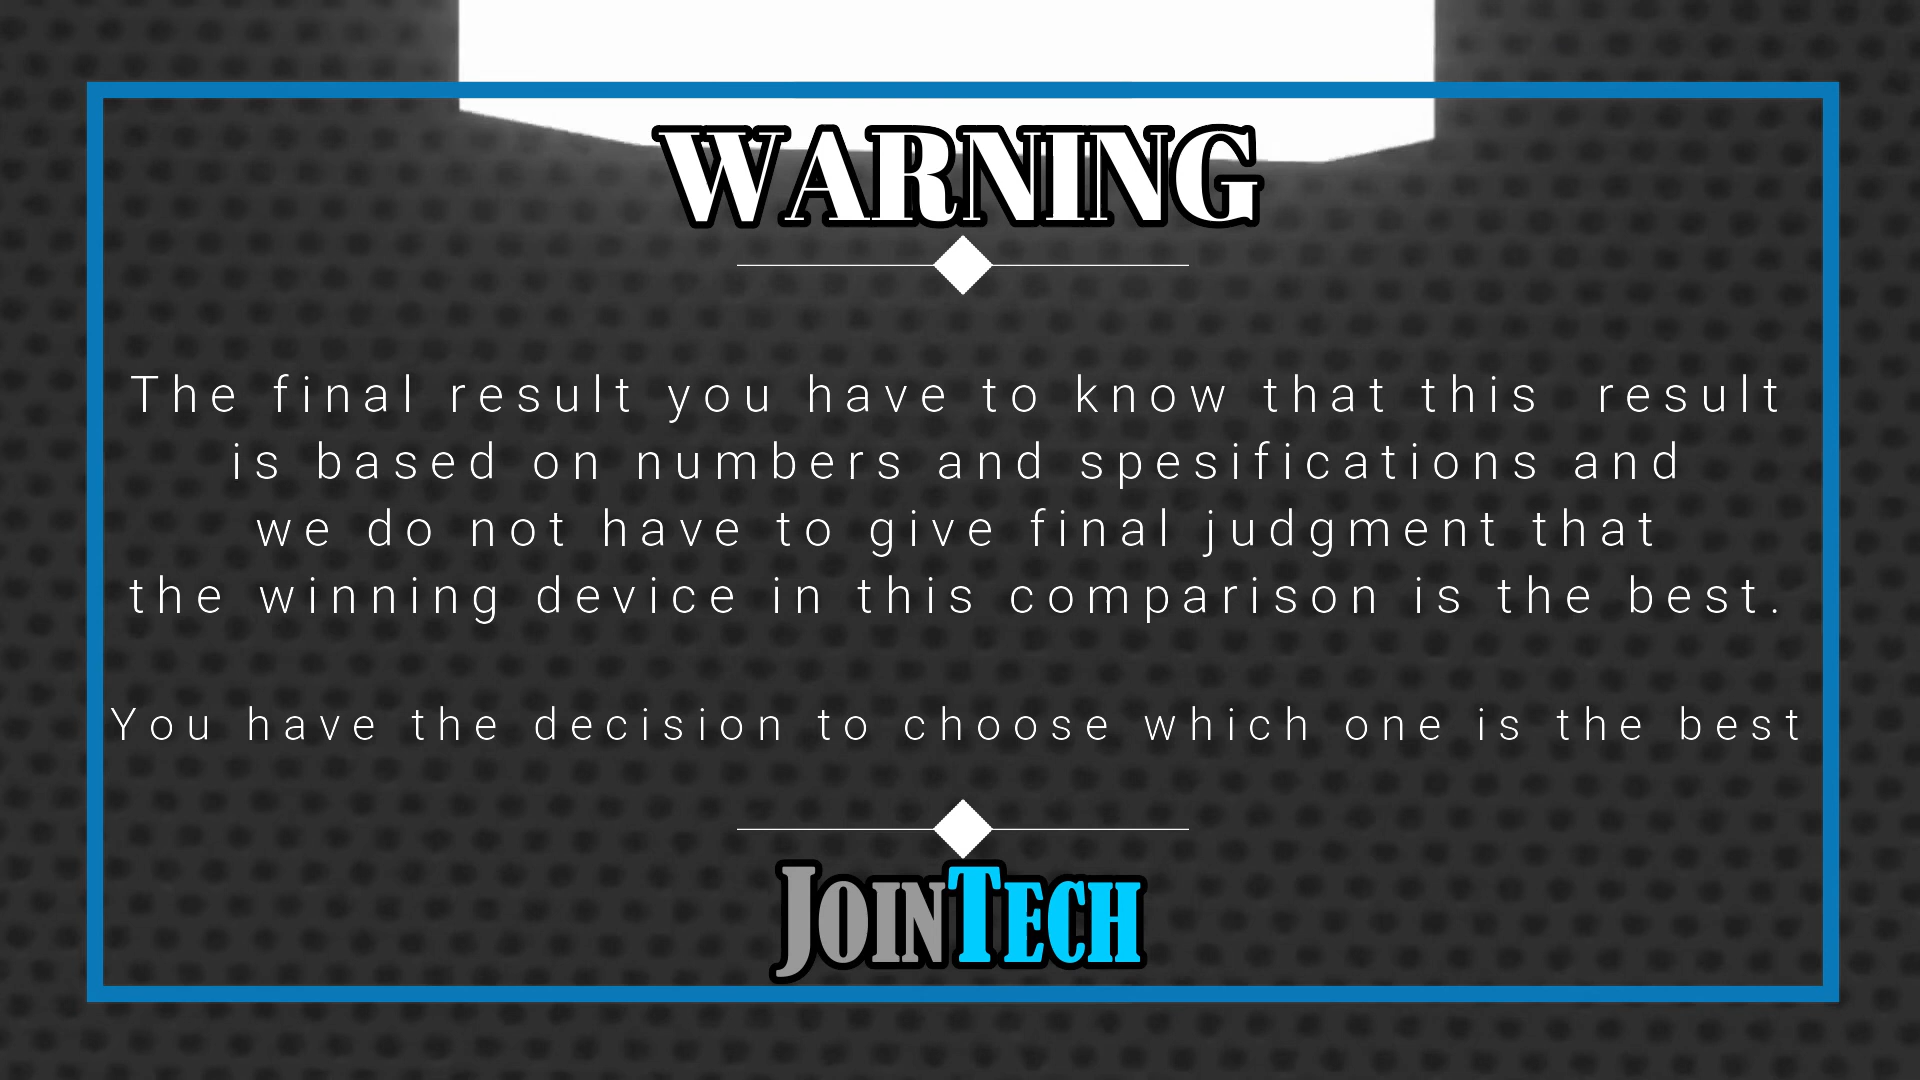 WARNING
The final result you have to know that this result
is based on numbers and spesifications and
we do not have to give final judgment that
the winning device in this comparison is the best.
You have the decision to choose which one is the best
JOINTECH